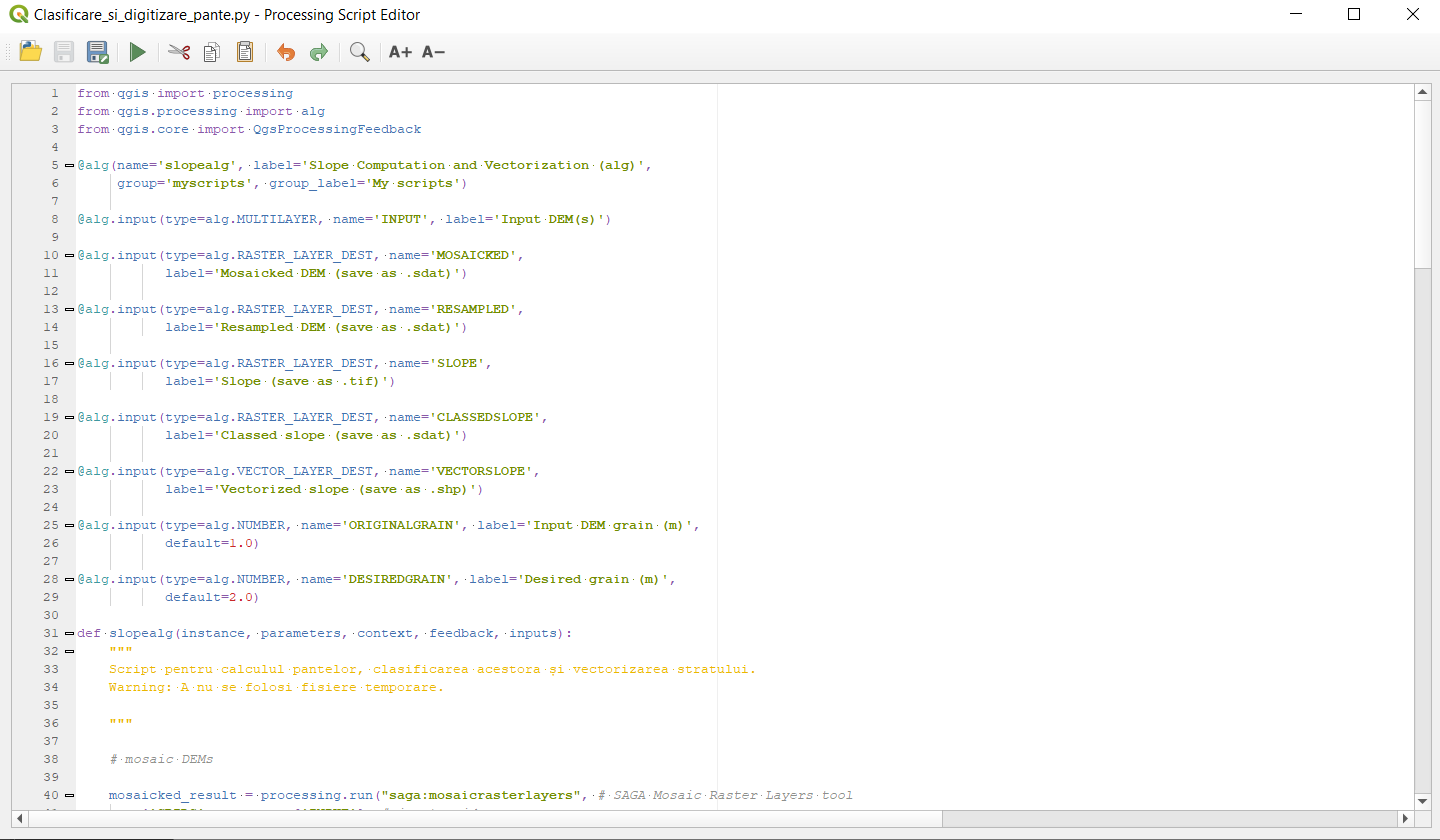 Clasificare_si_digitizare_pante.py - Processing Script Editor
A+ A−
1 from qgis import processing
2 from qgis.processing import alg
3 from qgis.core import QgsProcessingFeedback
4
5 @alg(name='slopealg', label='Slope Computation and Vectorization (alg)',
6      group='myscripts', group_label='My scripts')
7
8 @alg.input(type=alg.MULTILAYER, name='INPUT', label='Input DEM(s)')
9
10 @alg.input(type=alg.RASTER_LAYER_DEST, name='MOSAICKED',
11            label='Mosaicked DEM (save as .sdat)')
12
13 @alg.input(type=alg.RASTER_LAYER_DEST, name='RESAMPLED',
14            label='Resampled DEM (save as .sdat)')
15
16 @alg.input(type=alg.RASTER_LAYER_DEST, name='SLOPE',
17            label='Slope (save as .tif)')
18
19 @alg.input(type=alg.RASTER_LAYER_DEST, name='CLASSEDSLOPE',
20            label='Classed slope (save as .sdat)')
21
22 @alg.input(type=alg.VECTOR_LAYER_DEST, name='VECTORSLOPE',
23            label='Vectorized slope (save as .shp)')
24
25 @alg.input(type=alg.NUMBER, name='ORIGINALGRAIN', label='Input DEM grain (m)',
26            default=1.0)
27
28 @alg.input(type=alg.NUMBER, name='DESIREDGRAIN', label='Desired grain (m)',
29            default=2.0)
30
31 def slopealg(instance, parameters, context, feedback, inputs):
32     """
33     Script pentru calculul pantelor, clasificarea acestora și vectorizarea stratului.
34     Warning: A nu se folosi fisiere temporare.
35
36     """
37
38     # mosaic DEMs
39
40     mosaicked_result = processing.run("saga:mosaicrasterlayers", # SAGA Mosaic Raster Layers tool